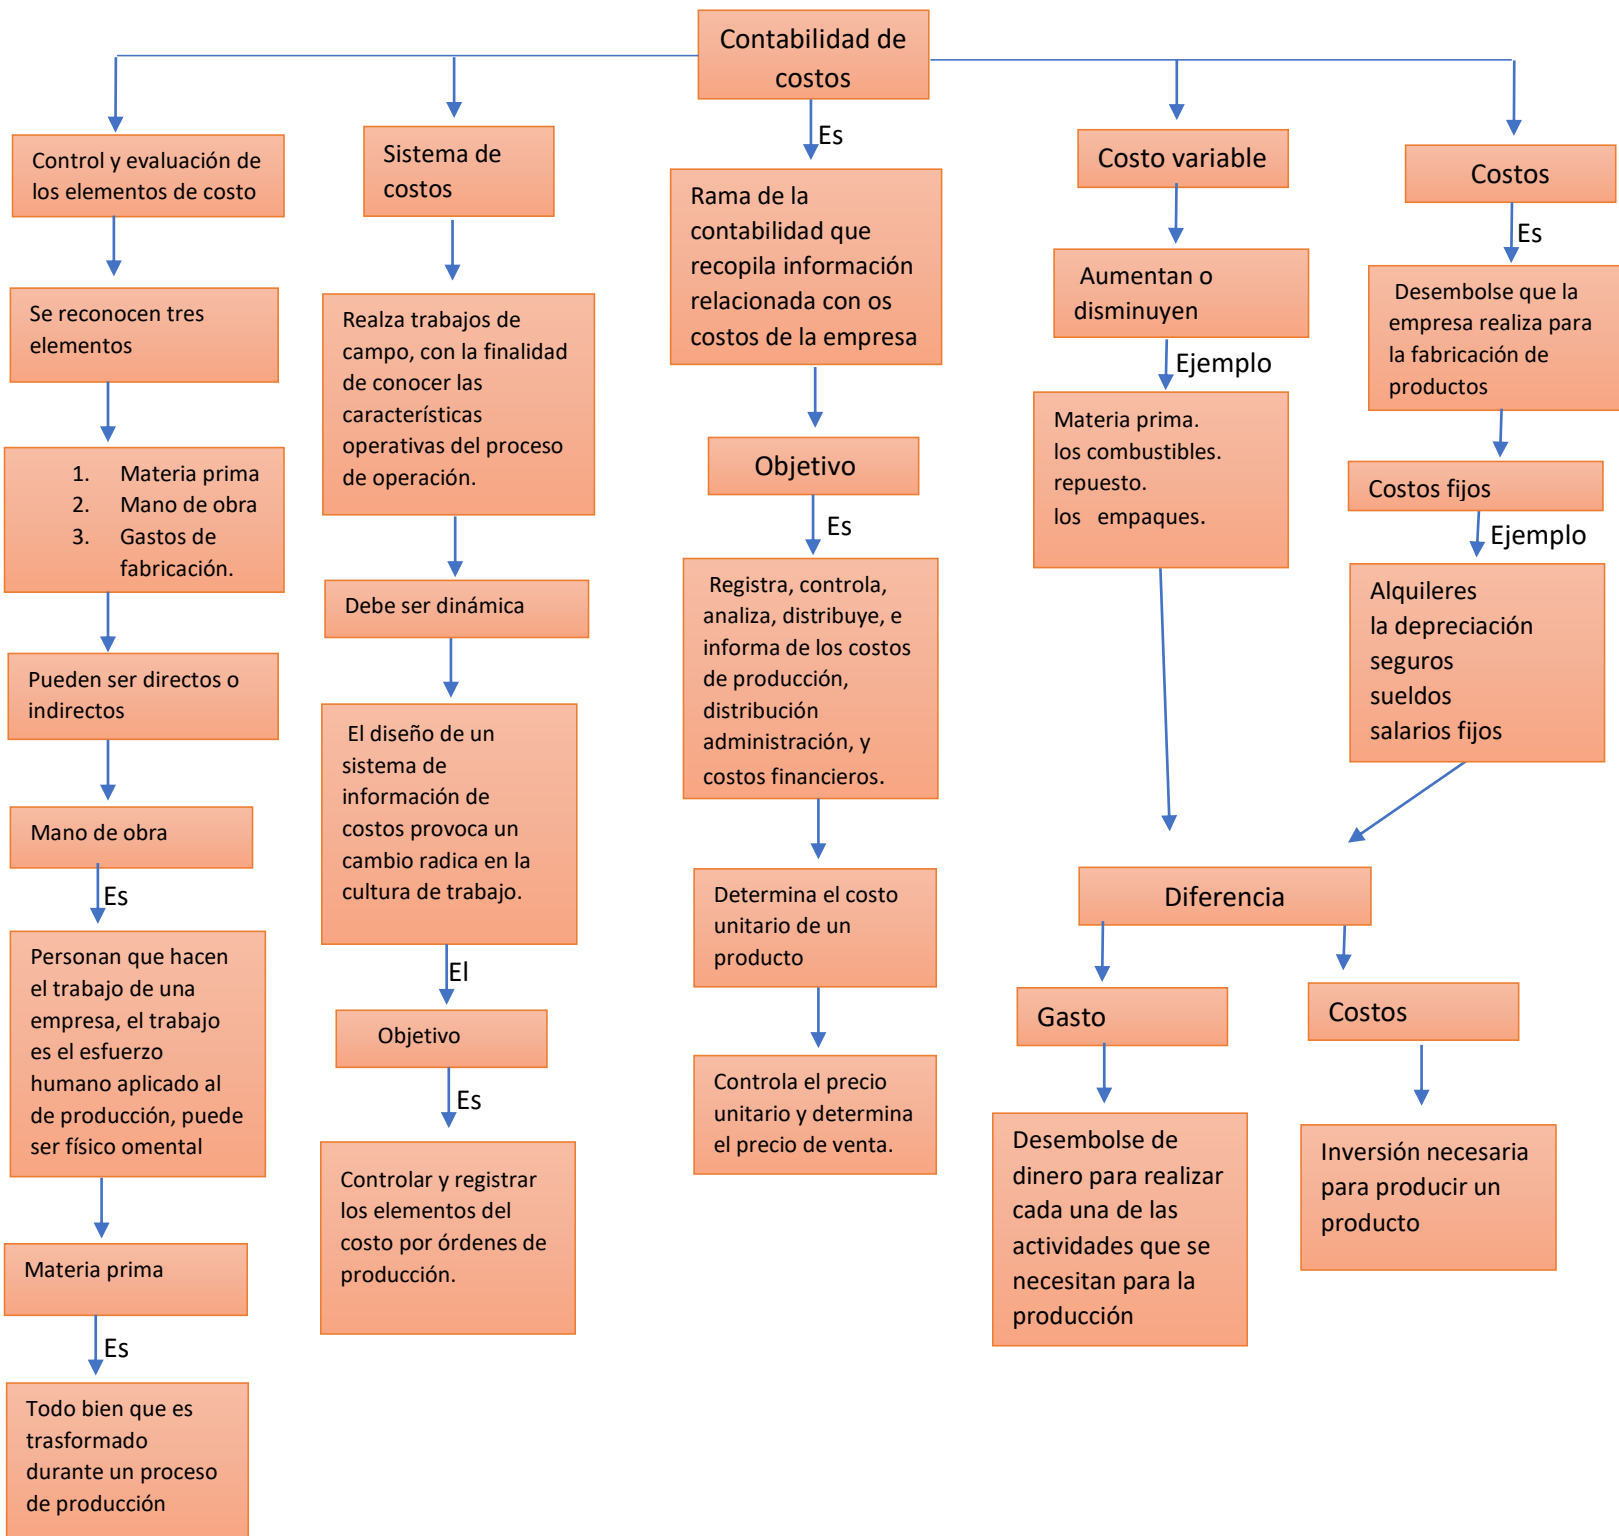 Contabilidad de
costos
Control y evaluación de
los elementos de costo
Se reconocen tres
elementos
1. Materia prima
2. Mano de obra
3. Gastos de
fabricación.
Pueden ser directos o
indirectos
Mano de obra
Es
Personan que hacen
el trabajo de una
empresa, el trabajo
es el esfuerzo
humano aplicado al
de producción, puede
ser físico omental
Materia prima
Es
Todo bien que es
trasformado
durante un proceso
de producción
Sistema de
costos
Realza trabajos de
campo, con la finalidad
de conocer las
características
operativas del proceso
de operación.
Debe ser dinámica
El diseño de un
sistema de
información de
costos provoca un
cambio radica en la
cultura de trabajo.
El
Objetivo
Es
Controlar y registrar
los elementos del
costo por órdenes de
producción.
Es
Rama de la
contabilidad que
recopila información
relacionada con os
costos de la empresa
Objetivo
Es
Registra, controla,
analiza, distribuye, e
informa de los costos
de producción,
distribución
administración, y
costos financieros.
Determina el costo
unitario de un
producto
Controla el precio
unitario y determina
el precio de venta.
Costo variable
Aumentan o
disminuyen
Ejemplo
Materia prima.
los combustibles.
repuesto.
los empaques.
Costos
Es
Desembolse que la
empresa realiza para
la fabricación de
productos
Costos fijos
Ejemplo
Alquileres
la depreciación
seguros
sueldos
salarios fijos
Diferencia
Gasto
Desembolse de
dinero para realizar
cada una de las
actividades que se
necesitan para la
producción
Costos
Inversión necesaria
para producir un
producto